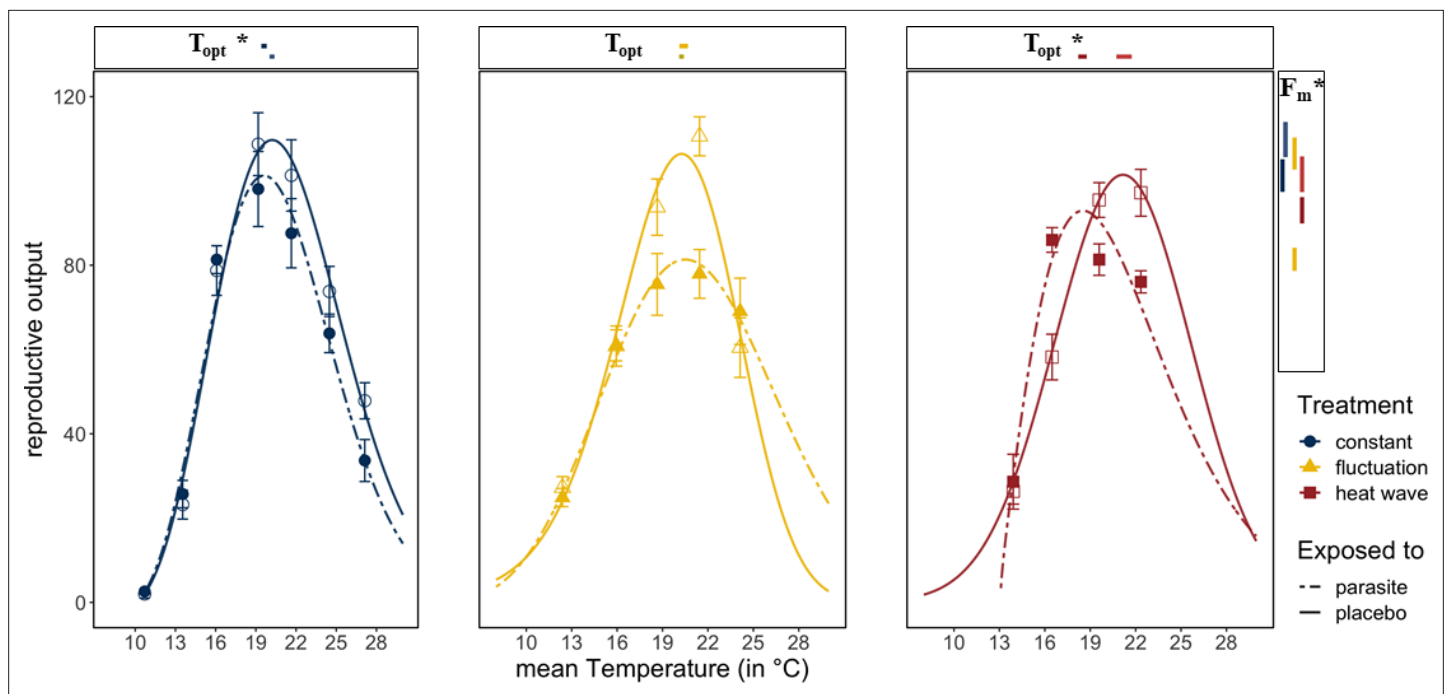 T_opt *
T_opt
T_opt *
F_m*
reproductive output
120
80
40
0
10 13 16 19 22 25 28
10 13 16 19 22 25 28
10 13 16 19 22 25 28
mean Temperature (in °C)
Treatment
constant
fluctuation
heat wave
Exposed to
parasite
placebo